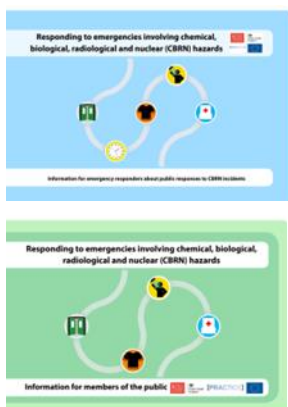 Responding to emergencies involving chemical,
biological, radiological and nuclear (CBRN) hazards
Information for emergency responders about public responses to CBRN incidents
Responding to emergencies involving chemical, biological,
radiological and nuclear (CBRN) hazards
Information for members of the public
[PRACTICE]